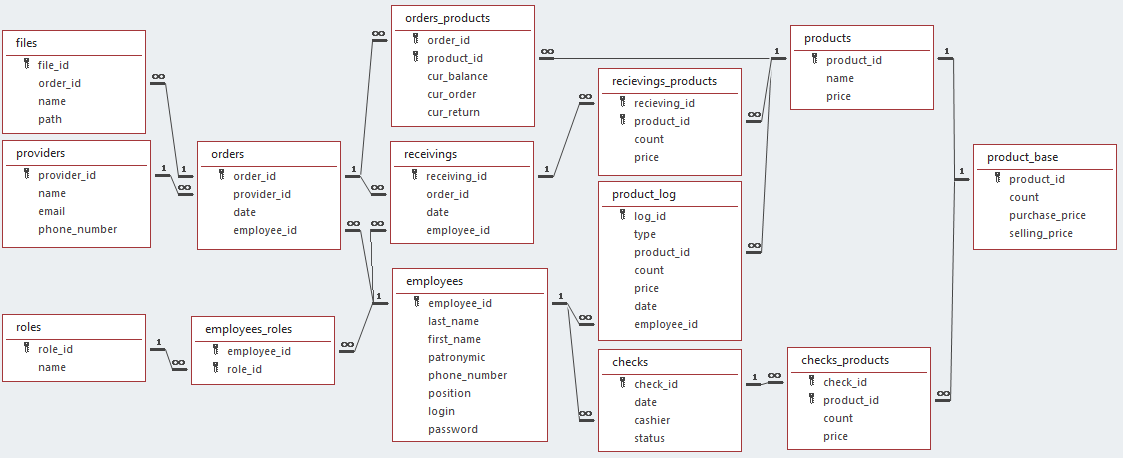 files
file_id
order_id
name
path
providers
provider_id
name
email
phone_number
roles
role_id
name
orders
order_id
provider_id
date
employee_id
employees_roles
employee_id
role_id
orders_products
order_id
product_id
cur_balance
cur_order
cur_return
receivings
receiving_id
order_id
date
employee_id
employees
employee_id
last_name
first_name
patronymic
phone_number
position
login
password
recievings_products
recieving_id
product_id
count
price
product_log
log_id
type
product_id
count
price
date
employee_id
checks
check_id
date
cashier
status
products
product_id
name
price
checks_products
check_id
product_id
count
price
product_base
product_id
count
purchase_price
selling_price
∞
1
∞
1
∞
1
∞
1
∞
∞
∞
1
∞
1
∞
1
∞
∞
∞
∞
∞
1
∞
1
1
1
∞